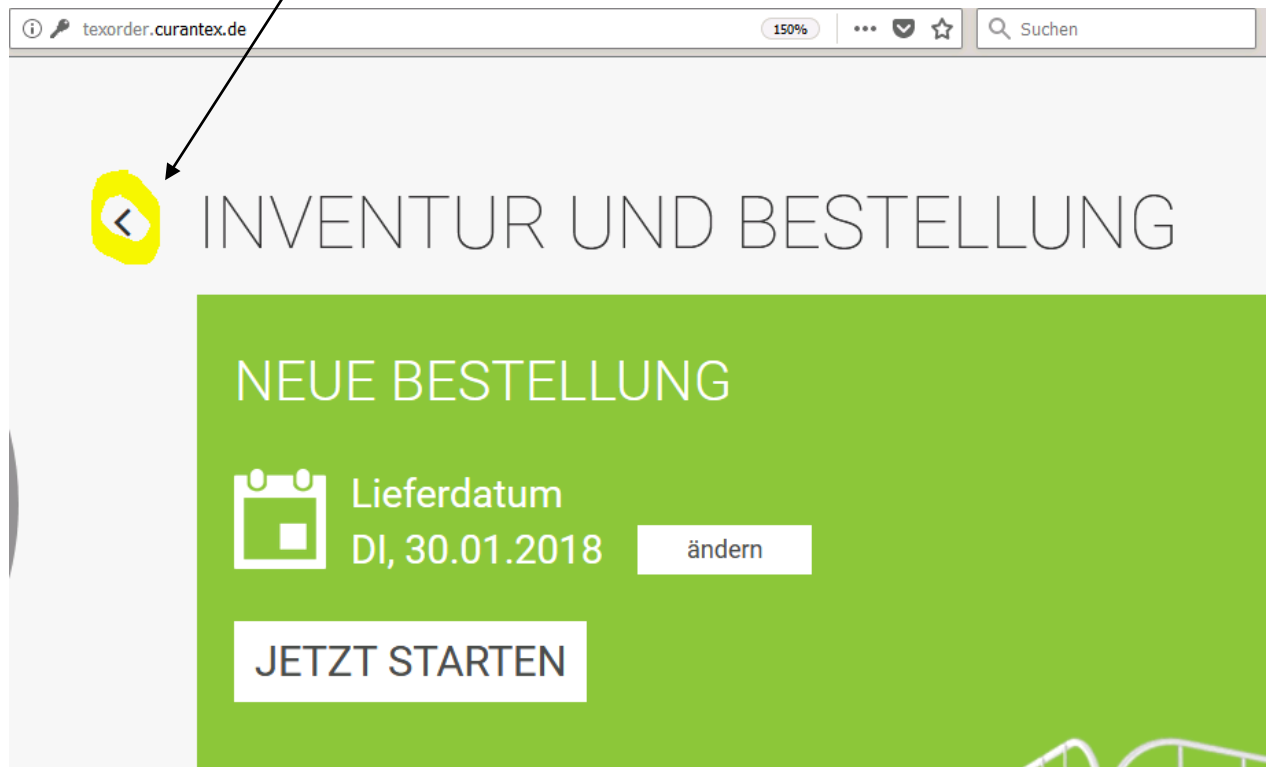 texorder.curantex.de
150%
Suchen
INVENTUR UND BESTELLUNG
NEUE BESTELLUNG
Lieferdatum
DI, 30.01.2018
ändern
JETZT STARTEN